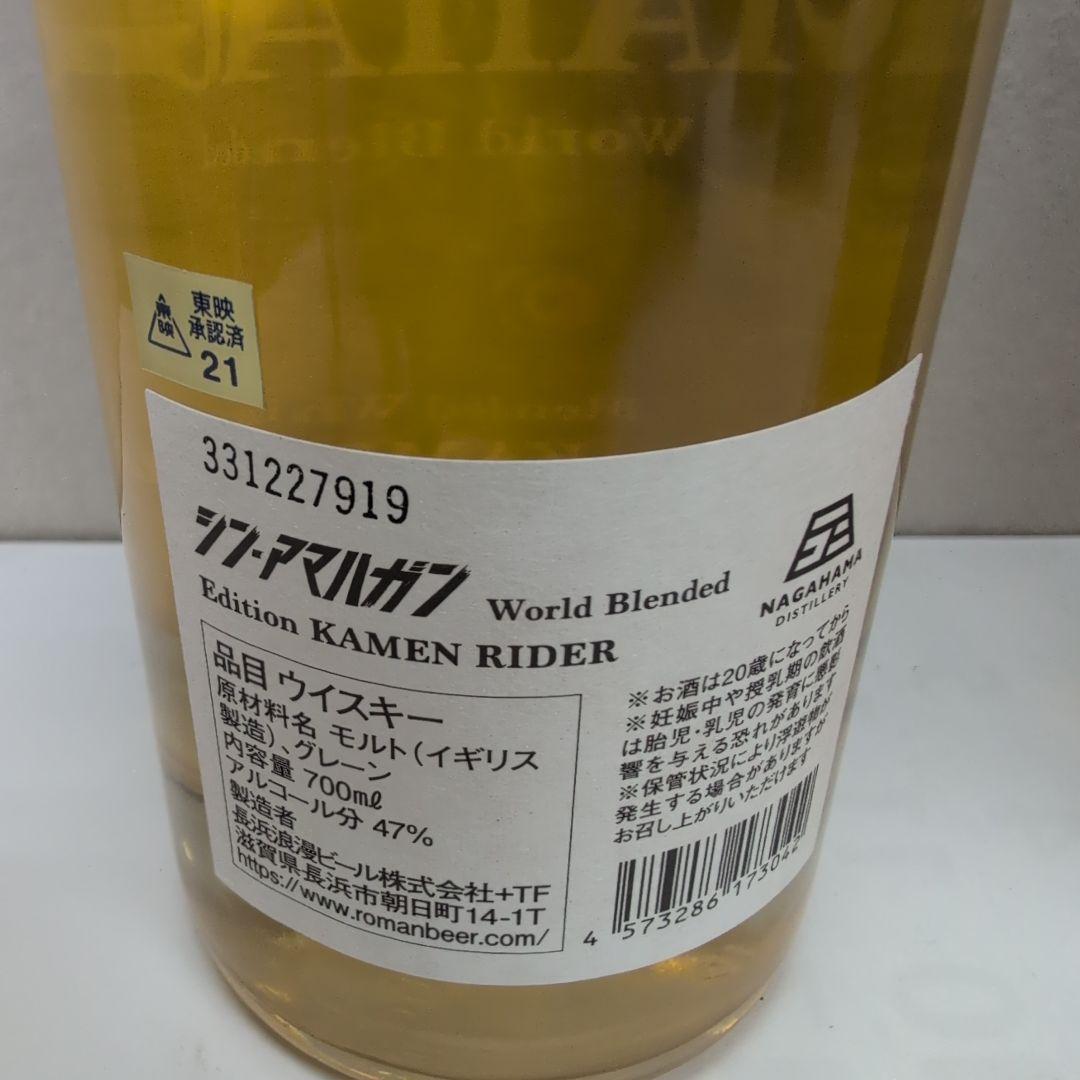 World Blended
東映
東映
承認済
21
331227919
シン・アマハガン World Blended
Edition KAMEN RIDER
NAGAHAMA
DISTILLERY
品目 ウイスキー
原材料名 モルト(イギリス
製造)、グレーン
内容量 700mℓ
アルコール分 47%
製造者
長浜浪漫ビール株式会社+TF
滋賀県長浜市朝日町14-1T
https://www.romanbeer.com/
※お酒は20歳になってから
※妊娠中や授乳期の飲酒
は胎児・乳児の発育に悪影
響を与える恐れがあります
※保管状況により浮遊物が
発生する場合がありますが
お召し上がりいただけます
4 573286 173042